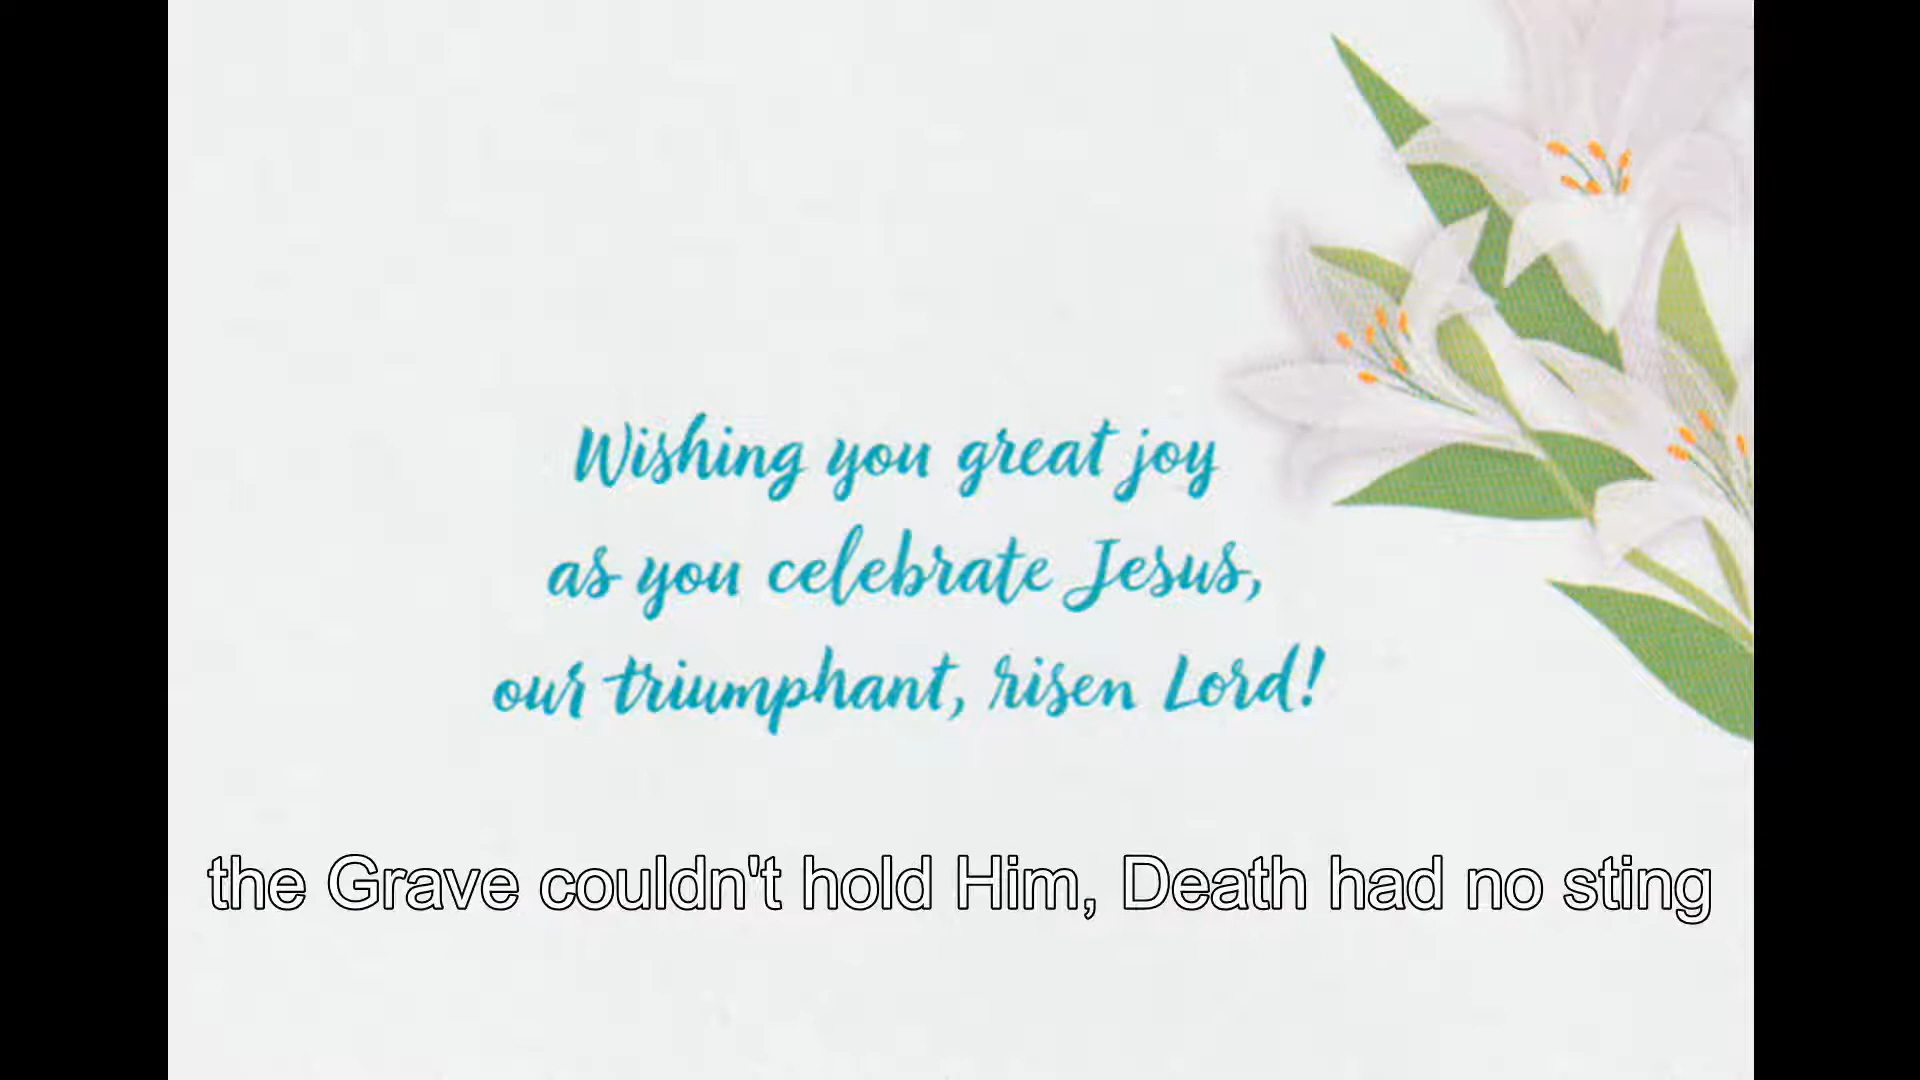 Wishing you great joy
as you celebrate Jesus,
our triumphant, risen Lord!
the Grave couldn't hold Him, Death had no sting